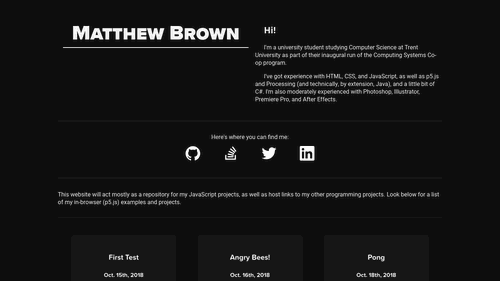 Matthew Brown
Hi!
I'm a university student studying Computer Science at Trent
University as part of their inaugural run of the Computing Systems Co-
op program.
I've got experience with HTML, CSS, and JavaScript, as well as p5.js
and Processing (and technically, by extension, Java), and a little bit of
C#. I'm also moderately experienced with Photoshop, Illustrator,
Premiere Pro, and After Effects.
Here's where you can find me:
This website will act mostly as a repository for my JavaScript projects, as well as host links to my other programming projects. Look below for a list
of my in-browser (p5.js) examples and projects.
First Test
Angry Bees!
Pong
Oct. 15th, 2018
Oct. 16th, 2018
Oct. 18th, 2018